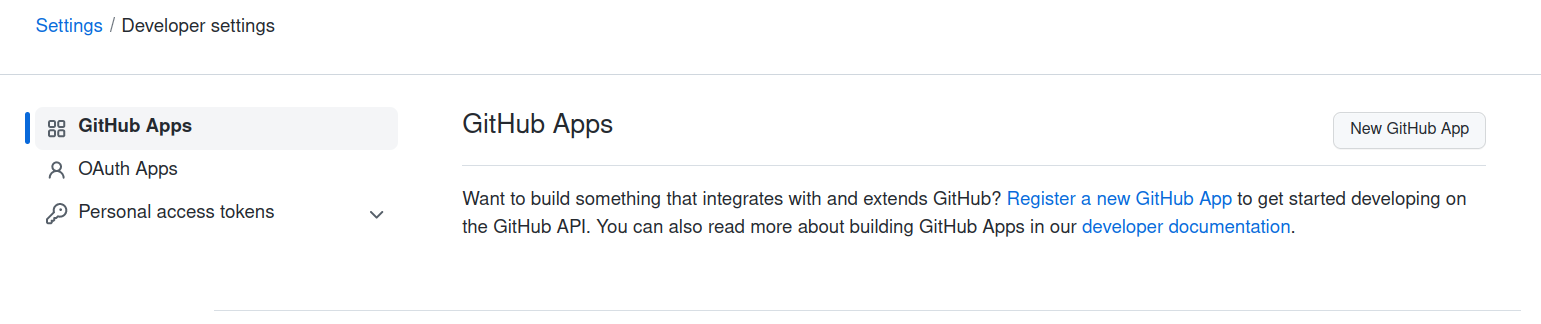 Settings / Developer settings
GitHub Apps
OAuth Apps
Personal access tokens
GitHub Apps
New GitHub App
Want to build something that integrates with and extends GitHub? Register a new GitHub App to get started developing on
the GitHub API. You can also read more about building GitHub Apps in our developer documentation.